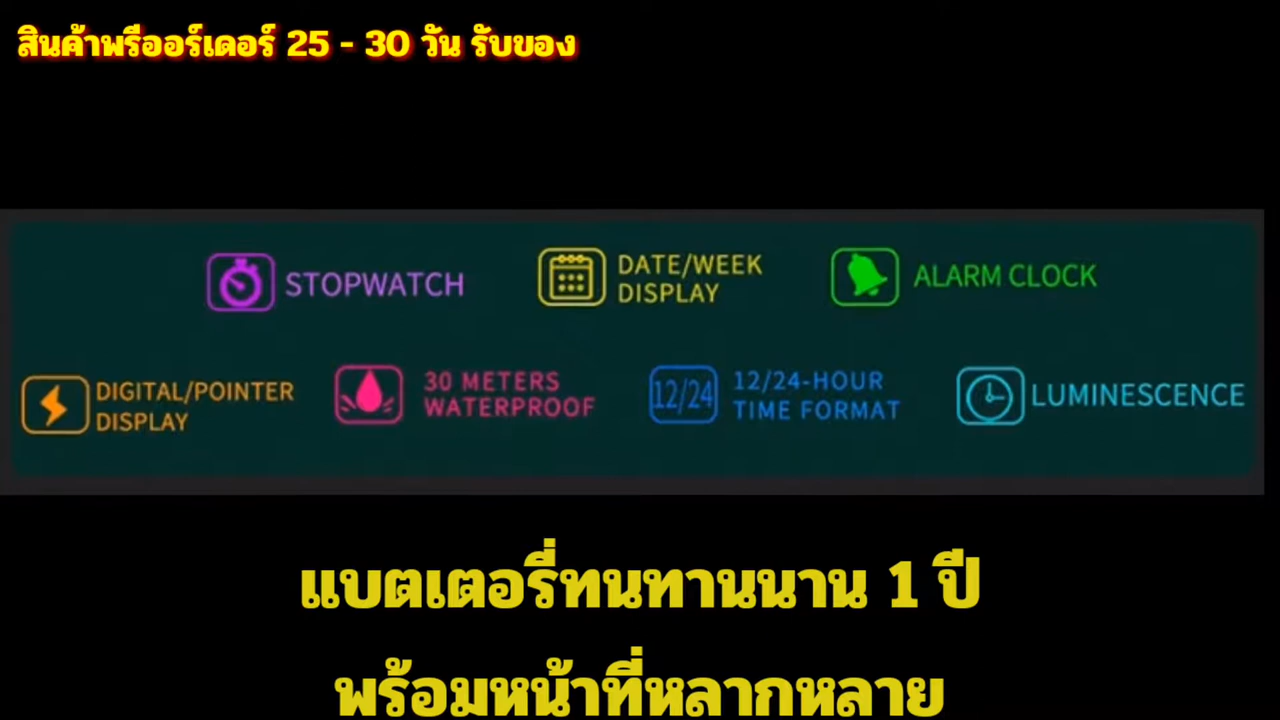 สินค้าพรีออร์เดอร์ 25 - 30 วัน รับของ
STOPWATCH
DATE/WEEK
DISPLAY
ALARM CLOCK
DIGITAL/POINTER
DISPLAY
30 METERS
WATERPROOF
12/24
12/24-HOUR
TIME FORMAT
LUMINESCENCE
แบตเตอรี่ทนทานนาน 1 ปี
พร้อมหน้าที่หลากหลาย